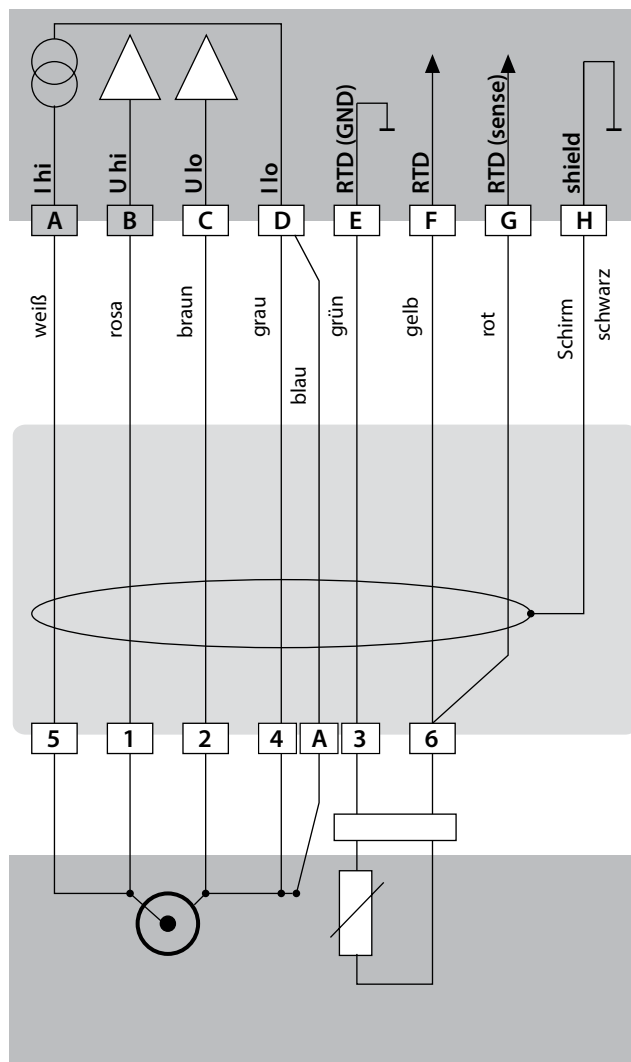 I hi
U hi
U lo
I lo
RTD (GND)
RTD
RTD (sense)
shield
A
B
C
D
E
F
G
H
weiß
rosa
braun
grau
blau
grün
gelb
rot
Schirm
schwarz
5
1
2
4
A
3
6